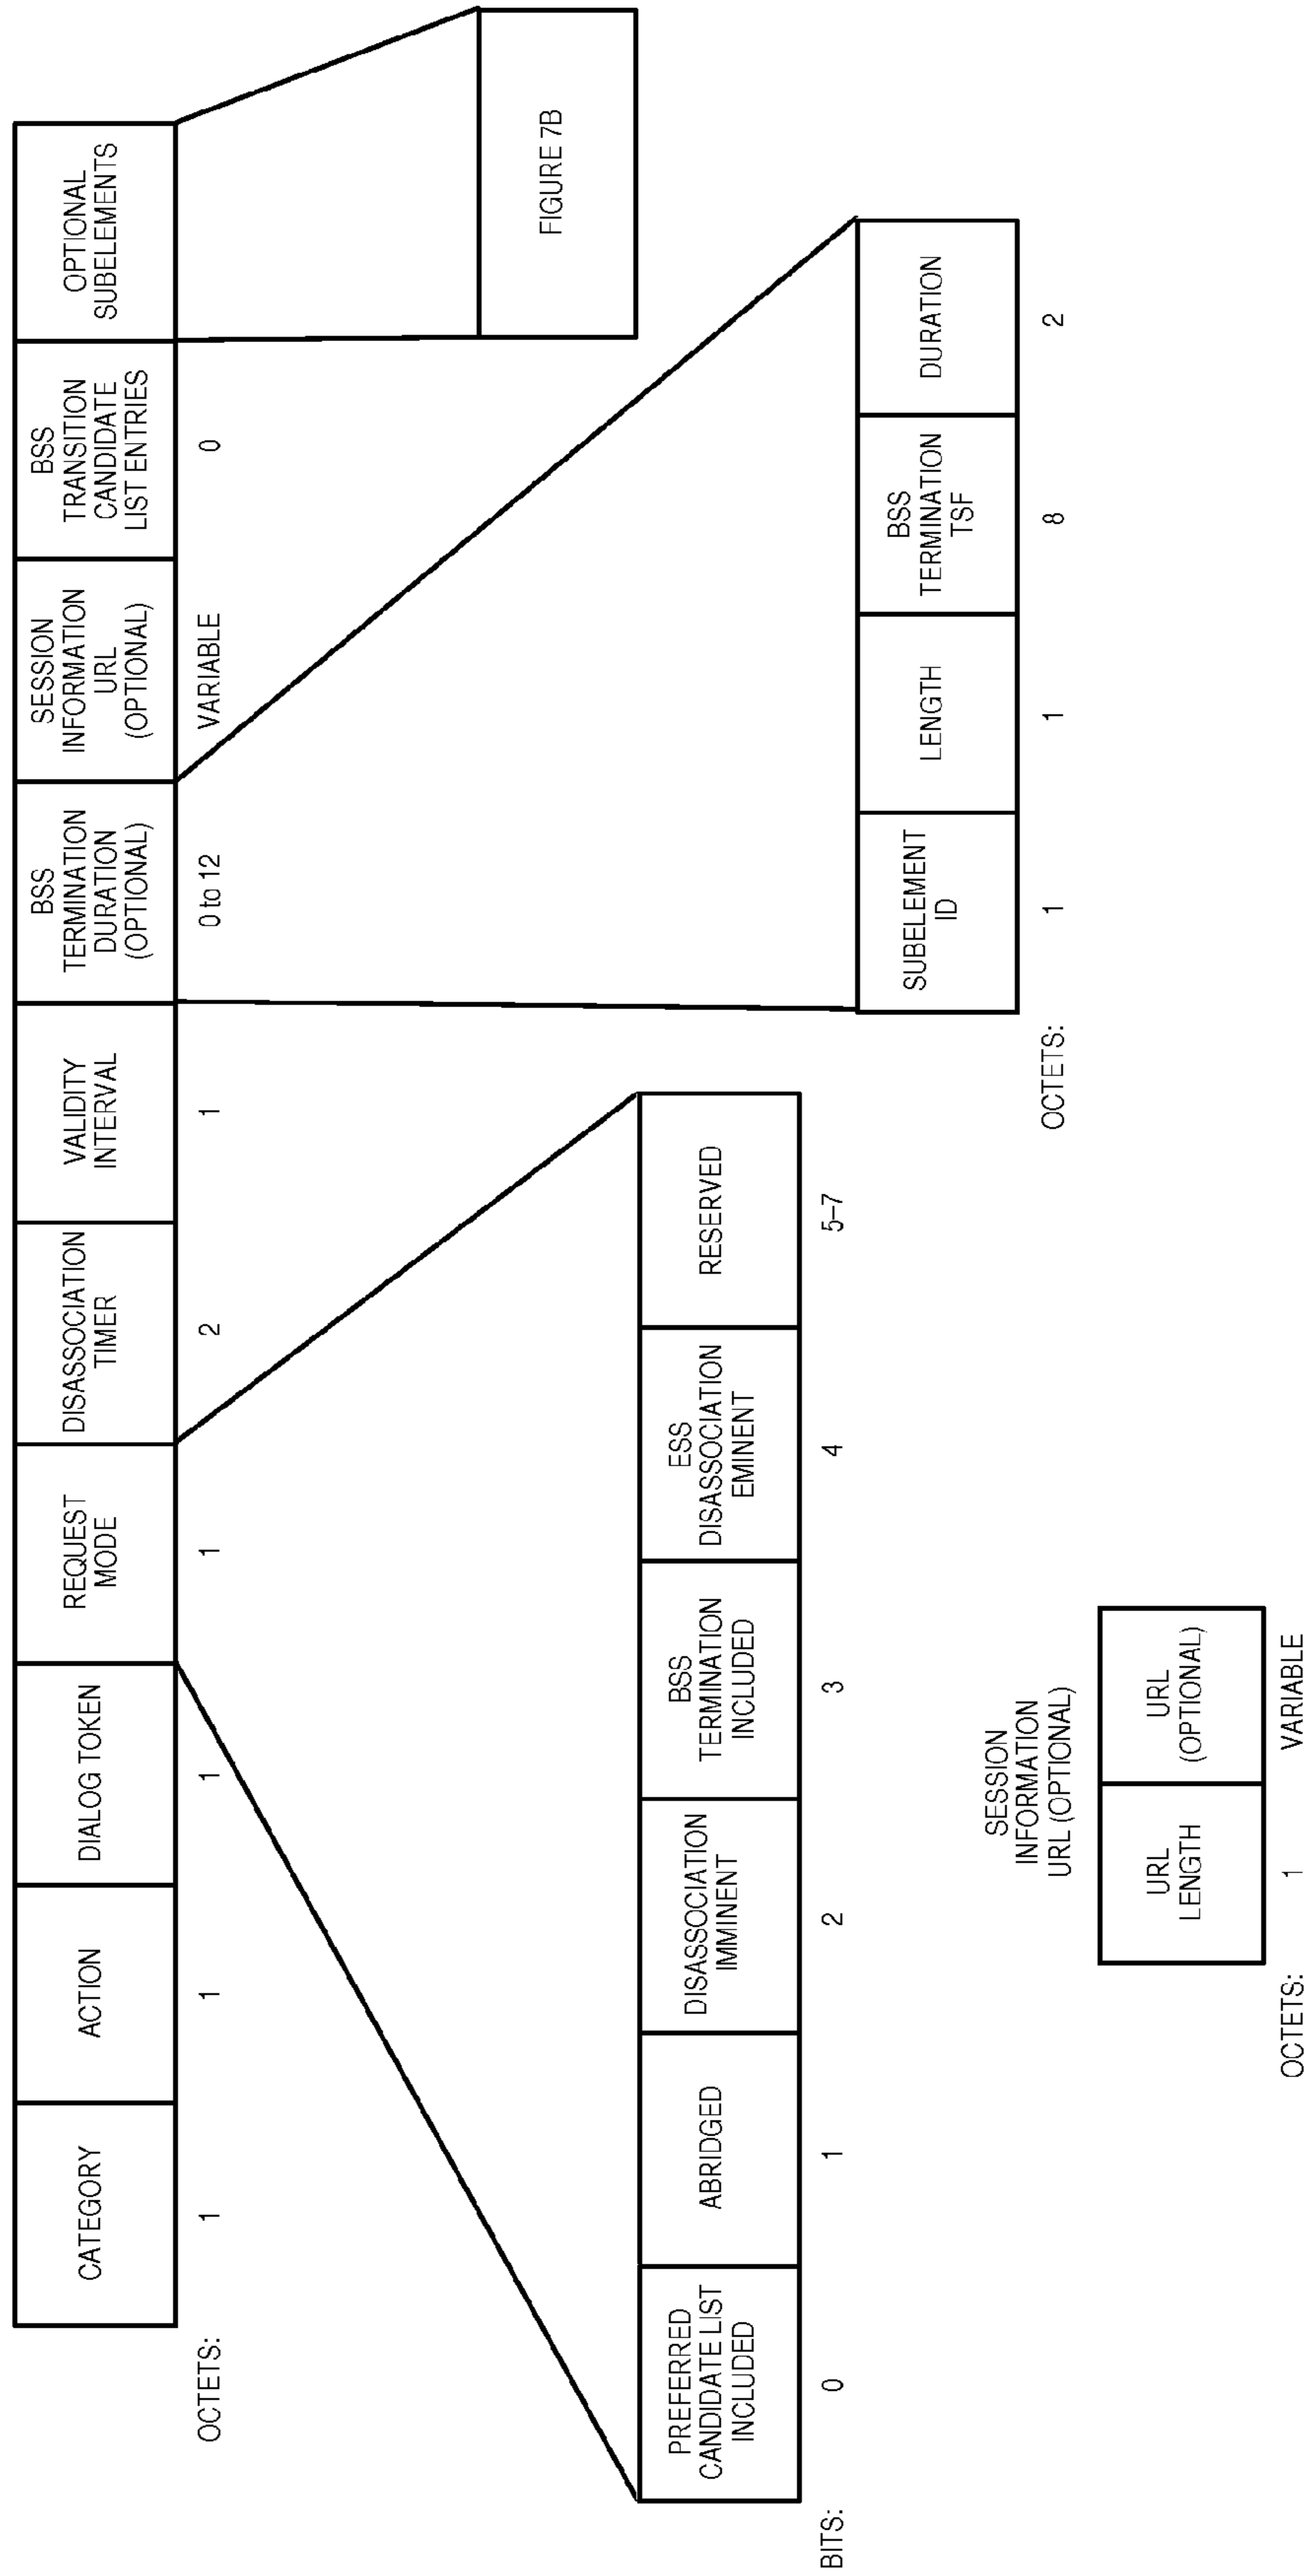 CATEGORY
ACTION
DIALOG TOKEN
REQUEST
MODE
DISASSOCIATION
TIMER
VALIDITY
INTERVAL
BSS
TERMINATION
DURATION
(OPTIONAL)
SESSION
INFORMATION
URL
(OPTIONAL)
BSS
TRANSITION
CANDIDATE
LIST ENTRIES
OPTIONAL
SUBELEMENTS
OCTETS: 1 1 1 1 2 1 0 to 12 VARIABLE 0
FIGURE 7B
PREFERRED
CANDIDATE LIST
INCLUDED
ABRIDGED
DISASSOCIATION
IMMINENT
BSS
TERMINATION
INCLUDED
ESS
DISASSOCIATION
EMINENT
RESERVED
BITS: 0 1 2 3 4 5–7
SUBELEMENT
ID
LENGTH
BSS
TERMINATION
TSF
DURATION
OCTETS: 1 1 8 2
SESSION
INFORMATION
URL (OPTIONAL)
URL
LENGTH
URL
(OPTIONAL)
OCTETS: 1 VARIABLE